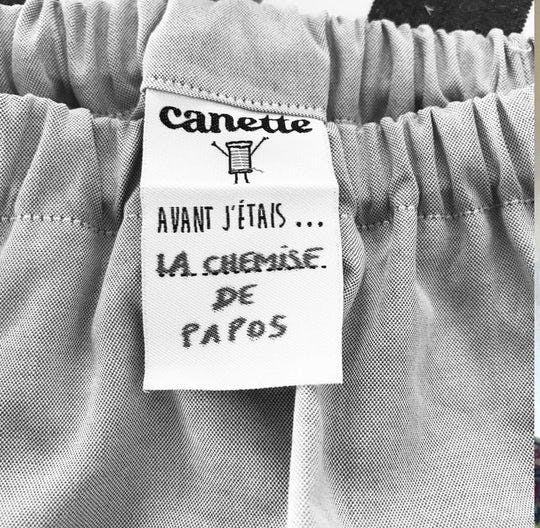 canette
AVANT J'ÉTAIS ...
LA CHEMISE
DE
PAPOS